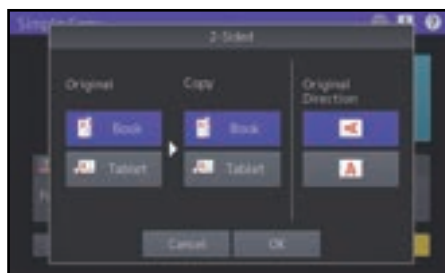 Simple Copy
2-Sided
Original
Copy
Original
Direction
Book
Book
Tablet
Tablet
Cancel
OK